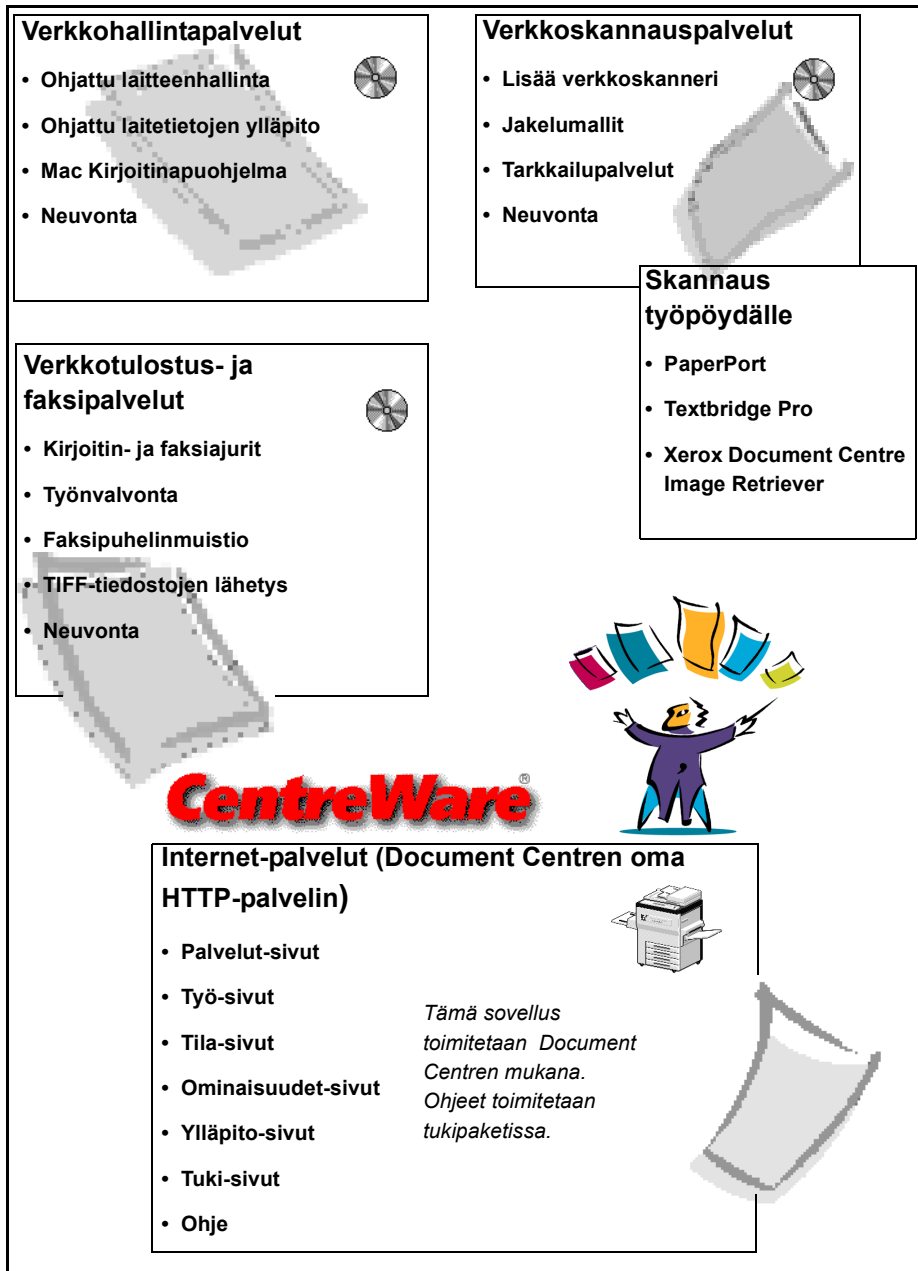 Verkkohallintapalvelut
• Ohjattu laitteenhallinta
• Ohjattu laitetietojen ylläpito
• Mac Kirjoitinapuohjelma
• Neuvonta
Verkkoskannauspalvelut
• Lisää verkkoskanneri
• Jakelumallit
• Tarkkailupalvelut
• Neuvonta
Skannaus
työpöydälle
• PaperPort
• Textbridge Pro
• Xerox Document Centre
Image Retriever
Verkkotulostus- ja
faksipalvelut
• Kirjoitin- ja faksiajurit
• Työnvalvonta
• Faksipuhelinmuistio
• TIFF-tiedostojen lähetys
• Neuvonta
CentreWare®
Internet-palvelut (Document Centren oma
HTTP-palvelin)
• Palvelut-sivut
• Työ-sivut
• Tila-sivut
• Ominaisuudet-sivut
• Ylläpito-sivut
• Tuki-sivut
• Ohje
Tämä sovellus
toimitetaan Document
Centren mukana.
Ohjeet toimitetaan
tukipaketissa.